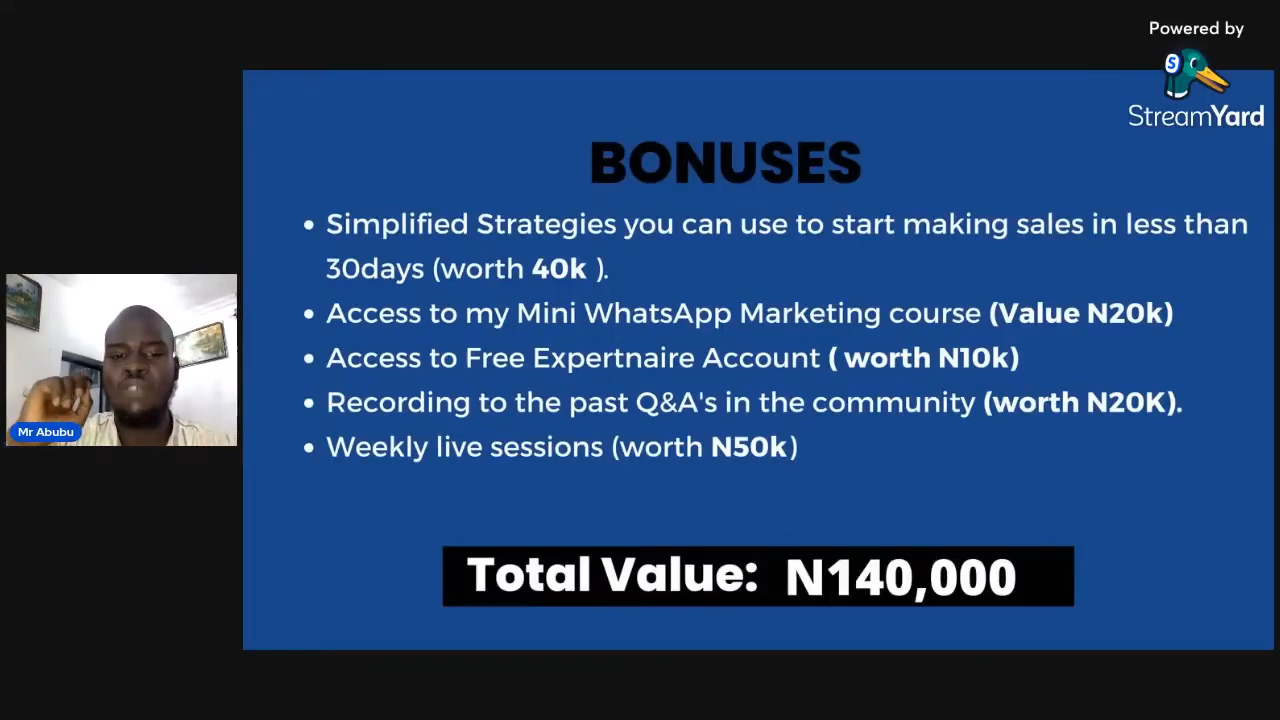 Powered by
StreamYard
BONUSES
• Simplified Strategies you can use to start making sales in less than
30days (worth 40k ).
• Access to my Mini WhatsApp Marketing course (Value N20k)
• Access to Free Expertnaire Account ( worth N10k)
• Recording to the past Q&A's in the community (worth N20K).
• Weekly live sessions (worth N50k)
Total Value: N140,000
Mr Abubu